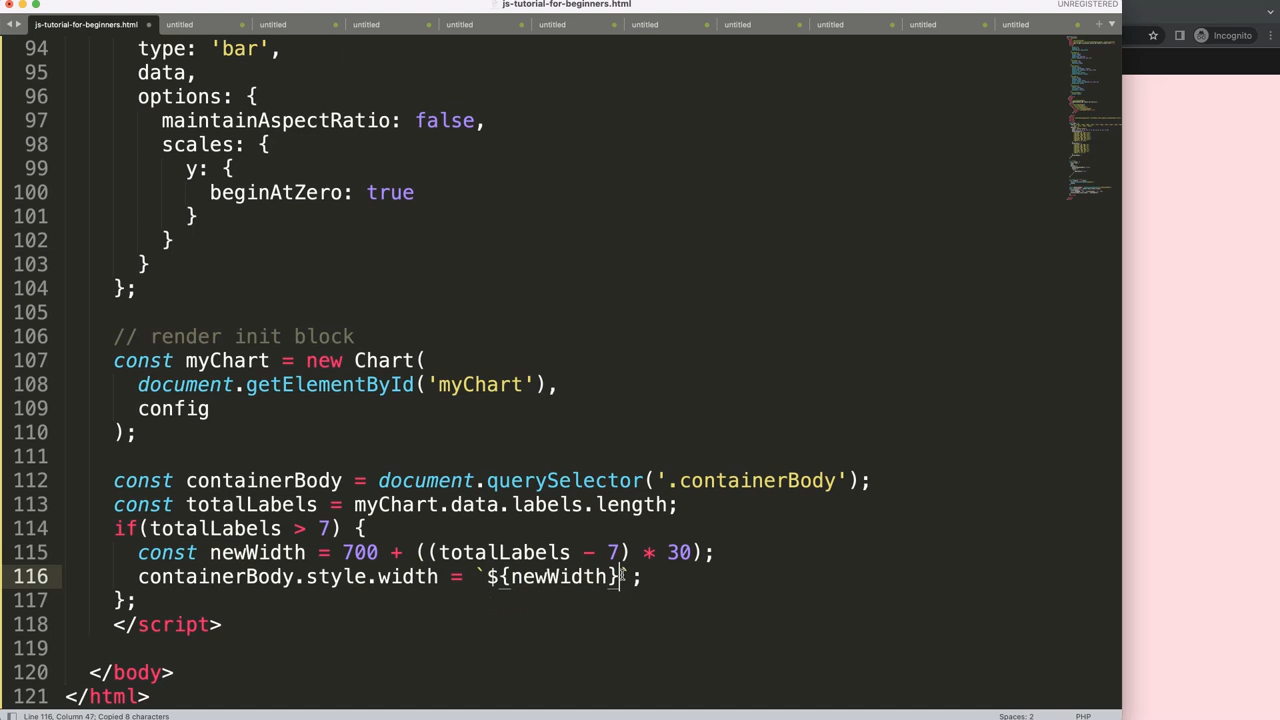 js-tutorial-for-beginners.html
UNREGISTERED
js-tutorial-for-beginners.html untitled untitled untitled untitled untitled untitled untitled untitled untitled untitled
Incognito
94 type: 'bar',
95 data,
96 options: {
97 maintainAspectRatio: false,
98 scales: {
99 y: {
100 beginAtZero: true
101 }
102 }
103 }
104 };
105
106 // render init block
107 const myChart = new Chart(
108 document.getElementById('myChart'),
109 config
110 );
111
112 const containerBody = document.querySelector('.containerBody');
113 const totalLabels = myChart.data.labels.length;
114 if(totalLabels > 7) {
115 const newWidth = 700 + ((totalLabels - 7) * 30);
116 containerBody.style.width = `${newWidth}`;
117 };
118 </script>
119
120 </body>
121 </html>
Line 116, Column 47; Copied 8 characters Spaces: 2 PHP